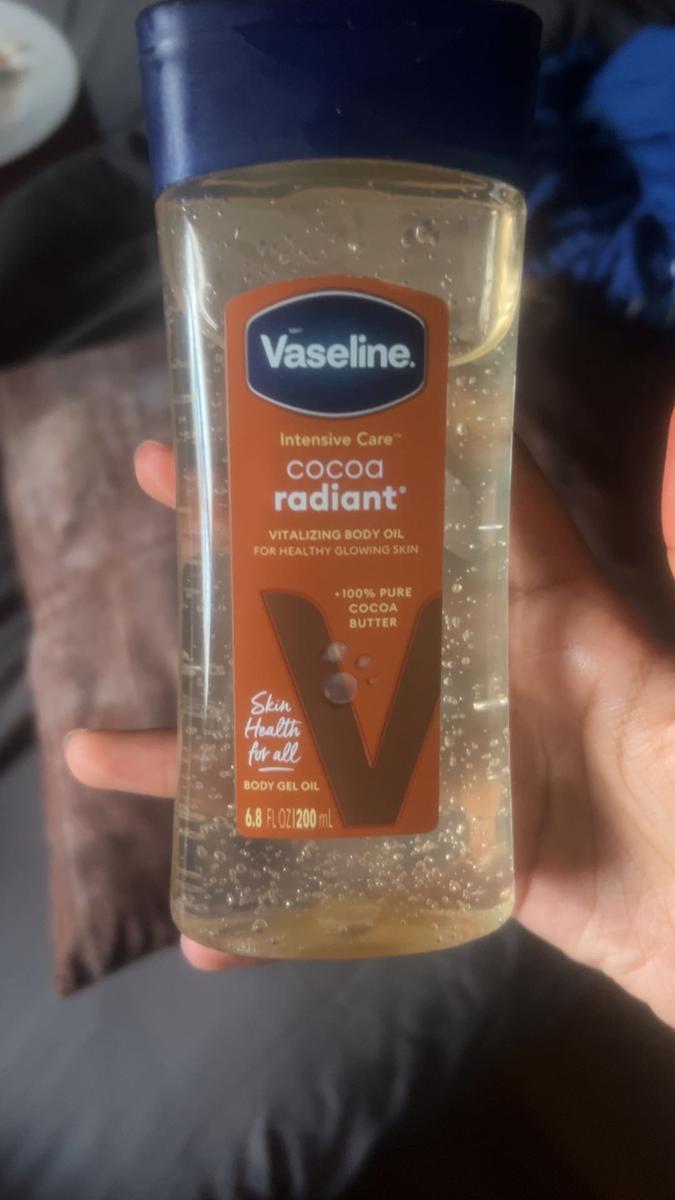 Vaseline.
Intensive Care™
cocoa
radiant®
VITALIZING BODY OIL
FOR HEALTHY GLOWING SKIN
+100% PURE
COCOA
BUTTER
Skin
Health
for all
BODY GEL OIL
6.8 FL OZ|200 mL